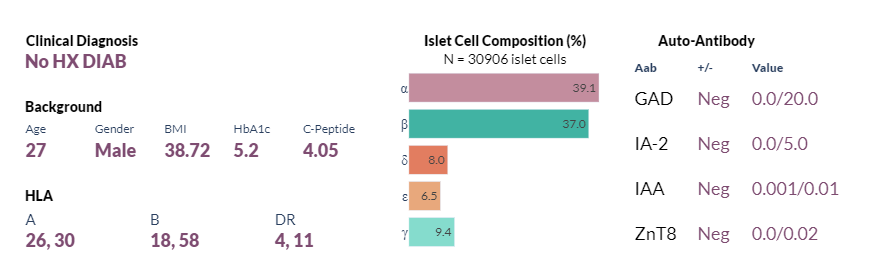 Clinical Diagnosis
No HX DIAB
Background
Age Gender BMI HbA1c C-Peptide
27 Male 38.72 5.2 4.05
HLA
A B DR
26, 30 18, 58 4, 11
Islet Cell Composition (%)
N = 30906 islet cells
α 39.1
β 37.0
δ 8.0
ε 6.5
γ 9.4
Auto-Antibody
Aab +/- Value
GAD Neg 0.0/20.0
IA-2 Neg 0.0/5.0
IAA Neg 0.001/0.01
ZnT8 Neg 0.0/0.02